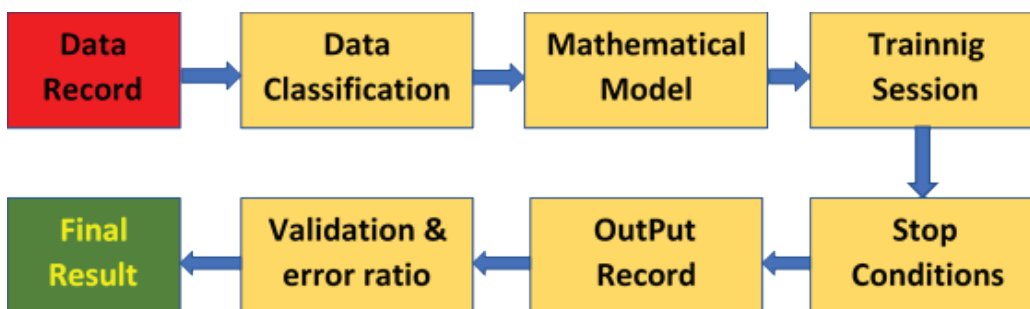 Data
Record
Data
Classification
Mathematical
Model
Trainnig
Session
Stop
Conditions
OutPut
Record
Validation &
error ratio
Final
Result